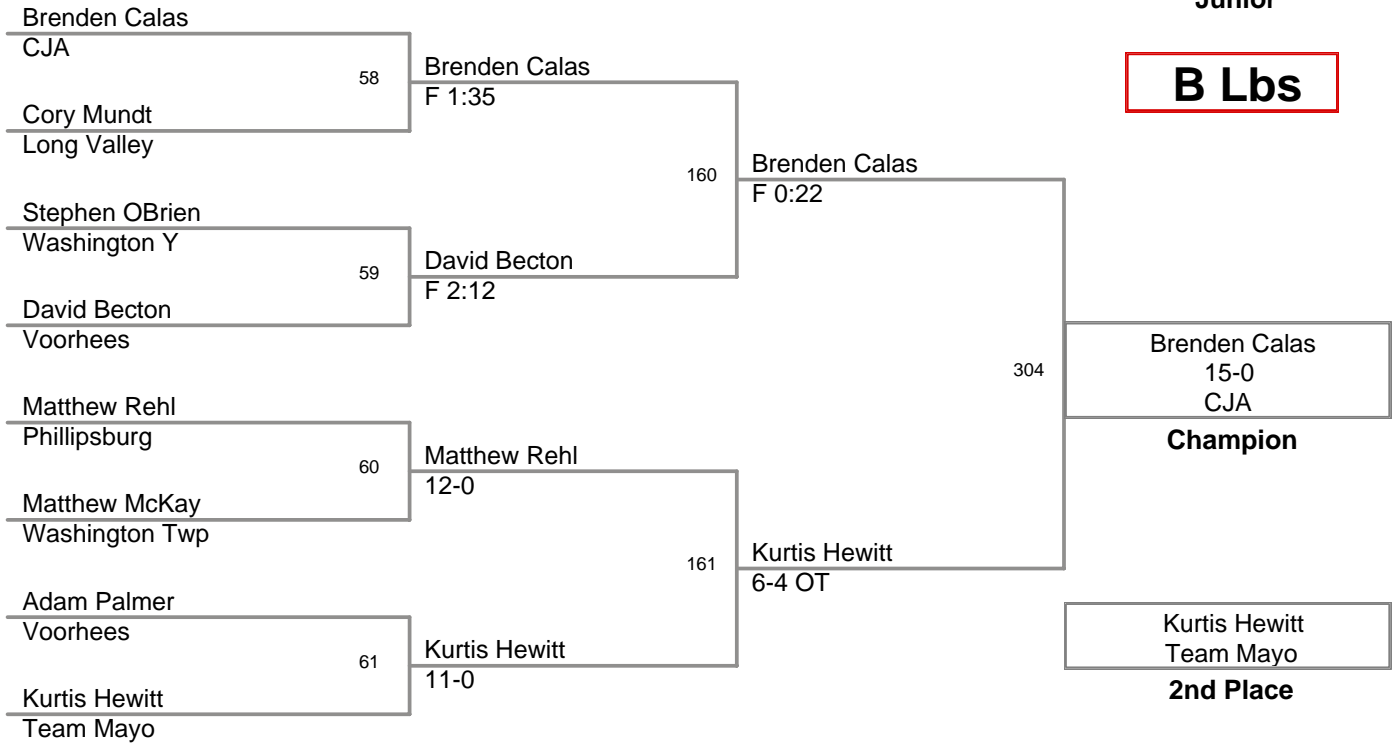 Junior
B Lbs
Brenden Calas
CJA
58
Cory Mundt
Long Valley
Stephen OBrien
Washington Y
59
David Becton
Voorhees
Matthew Rehl
Phillipsburg
60
Matthew McKay
Washington Twp
Adam Palmer
Voorhees
61
Kurtis Hewitt
Team Mayo
Brenden Calas
F 1:35
160
David Becton
F 2:12
Matthew Rehl
12-0
161
Kurtis Hewitt
11-0
Brenden Calas
F 0:22
304
Kurtis Hewitt
6-4 OT
Brenden Calas
15-0
CJA
Champion
Kurtis Hewitt
Team Mayo
2nd Place